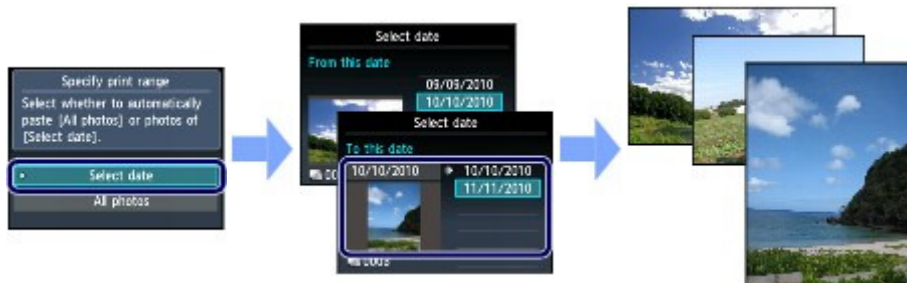 Specify print range
Select whether to automatically
paste [All photos] or photos of
[Select date].
Select date
All photos
Select date
From this date
09/09/2010
10/10/2010
Select date
To this date
10/10/2010
10/10/2010
11/11/2010
0003